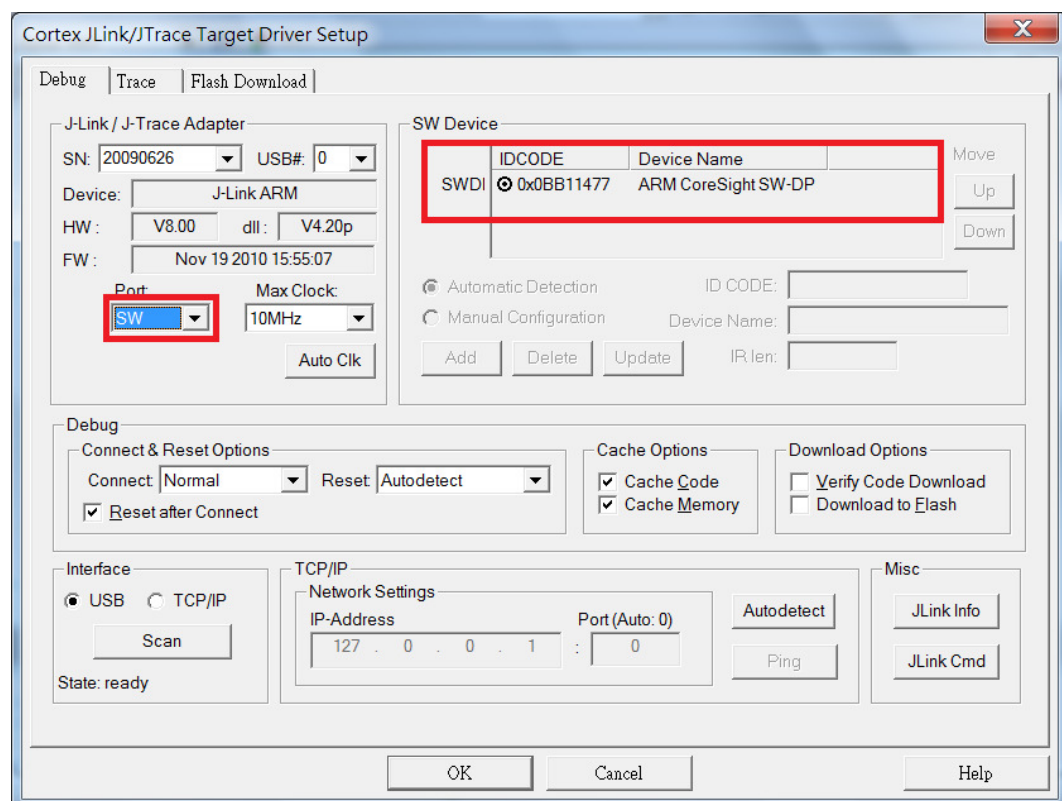 Cortex JLink/JTrace Target Driver Setup
Debug Trace Flash Download
J-Link / J-Trace Adapter
SN: 20090626 USB#: 0
Device: J-Link ARM
HW : V8.00 dll : V4.20p
FW : Nov 19 2010 15:55:07
Port: Max Clock:
SW 10MHz
Auto Clk
SW Device
IDCODE Device Name Move
SWDI 0x0BB11477 ARM CoreSight SW-DP Up
Down
Automatic Detection ID CODE:
Manual Configuration Device Name:
Add Delete Update IR len:
Debug
Connect & Reset Options
Connect: Normal Reset: Autodetect
Reset after Connect
Cache Options
Cache Code
Cache Memory
Download Options
Verify Code Download
Download to Flash
Interface
USB TCP/IP
Scan
State: ready
TCP/IP
Network Settings
IP-Address Port (Auto: 0)
127 . 0 . 0 . 1 : 0
Autodetect
Ping
Misc
JLink Info
JLink Cmd
OK Cancel Help